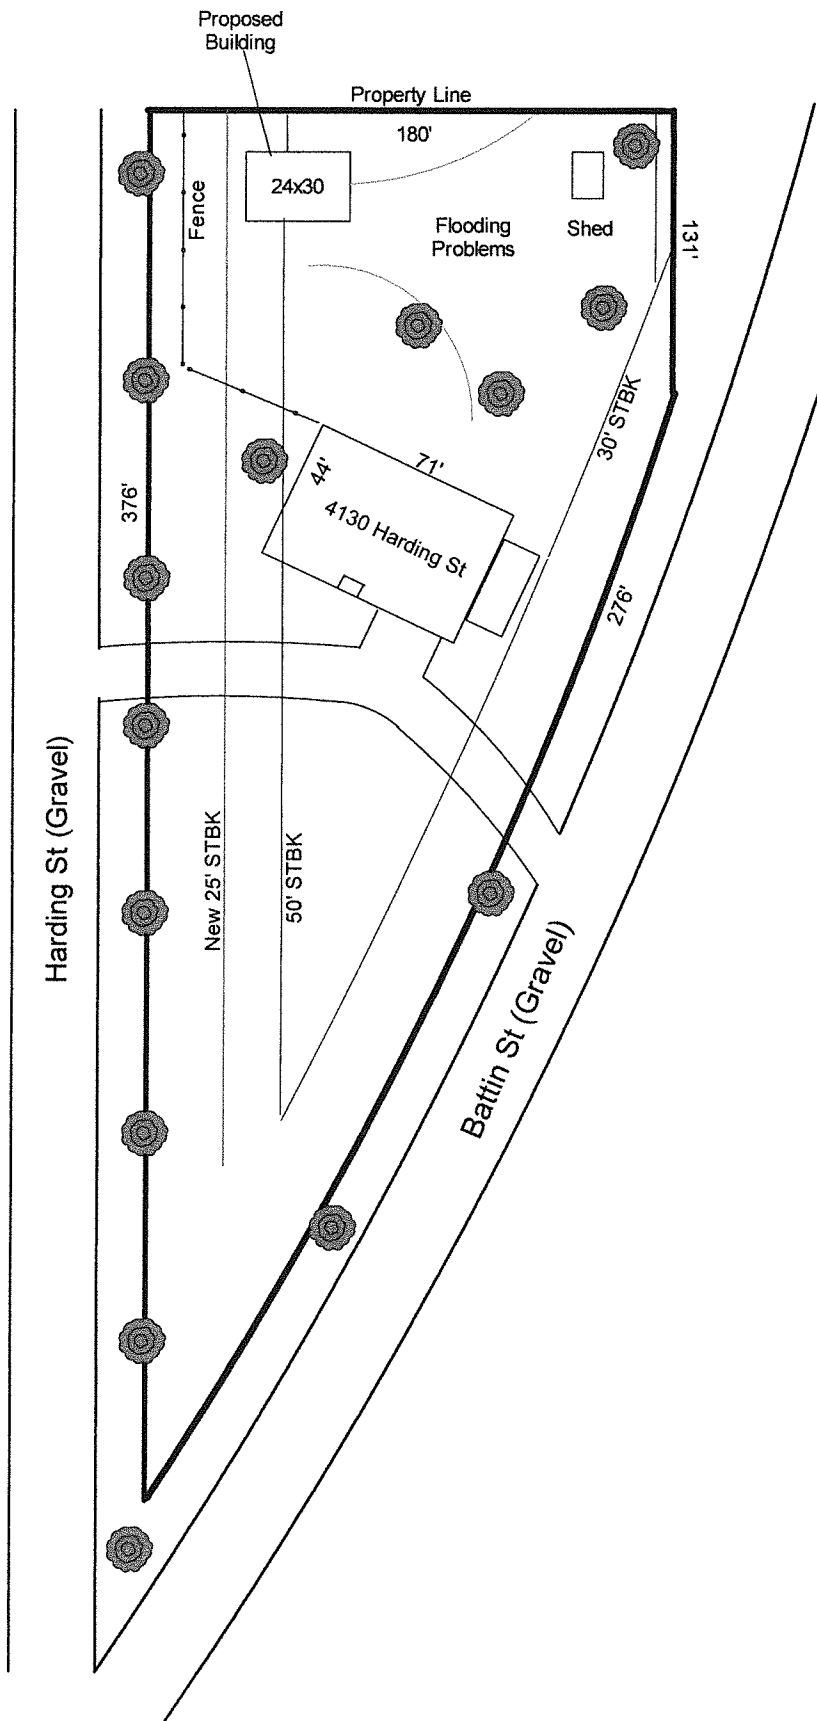 Proposed
Building
Property Line
180'
24x30
Fence
Flooding
Problems
Shed
131'
30' STBK
71'
44'
4130 Harding St
376'
276'
Harding St (Gravel)
New 25' STBK
50' STBK
Battin St (Gravel)